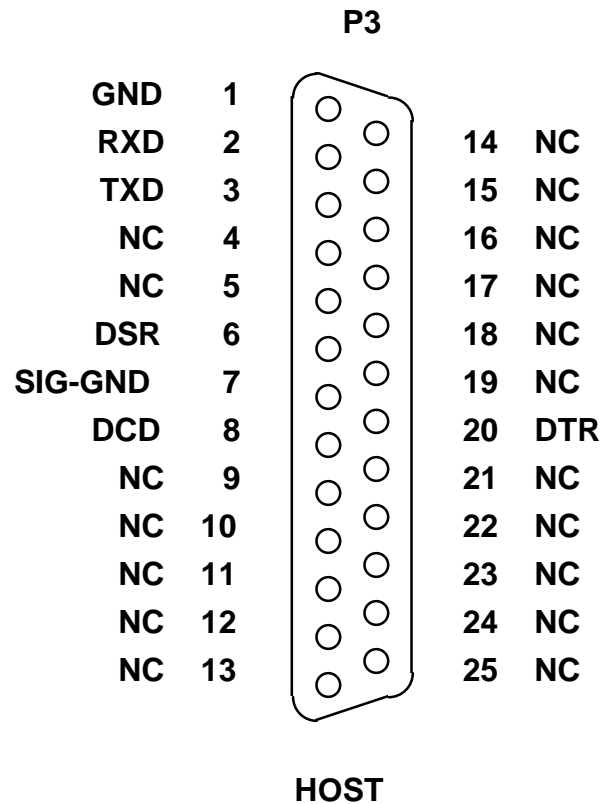 P3
GND 1
RXD 2 14 NC
TXD 3 15 NC
NC 4 16 NC
NC 5 17 NC
DSR 6 18 NC
SIG-GND 7 19 NC
DCD 8 20 DTR
NC 9 21 NC
NC 10 22 NC
NC 11 23 NC
NC 12 24 NC
NC 13 25 NC
HOST